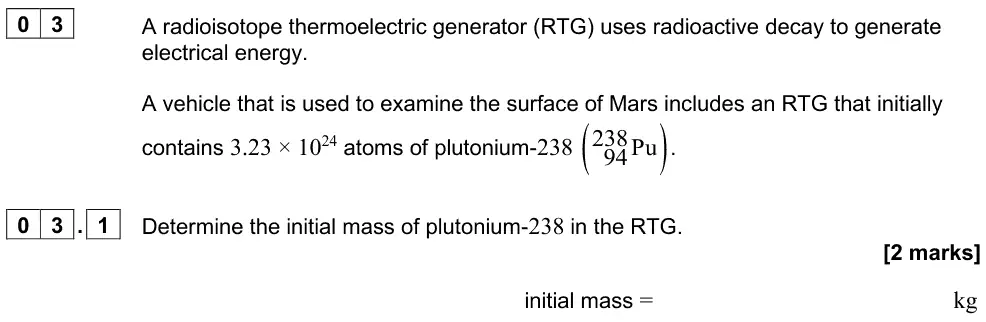 0 3 A radioisotope thermoelectric generator (RTG) uses radioactive decay to generate
electrical energy.
A vehicle that is used to examine the surface of Mars includes an RTG that initially
contains 3.23 × 10²⁴ atoms of plutonium-238 (²³⁸₉₄Pu).
0 3 . 1 Determine the initial mass of plutonium-238 in the RTG.
[2 marks]
initial mass = kg